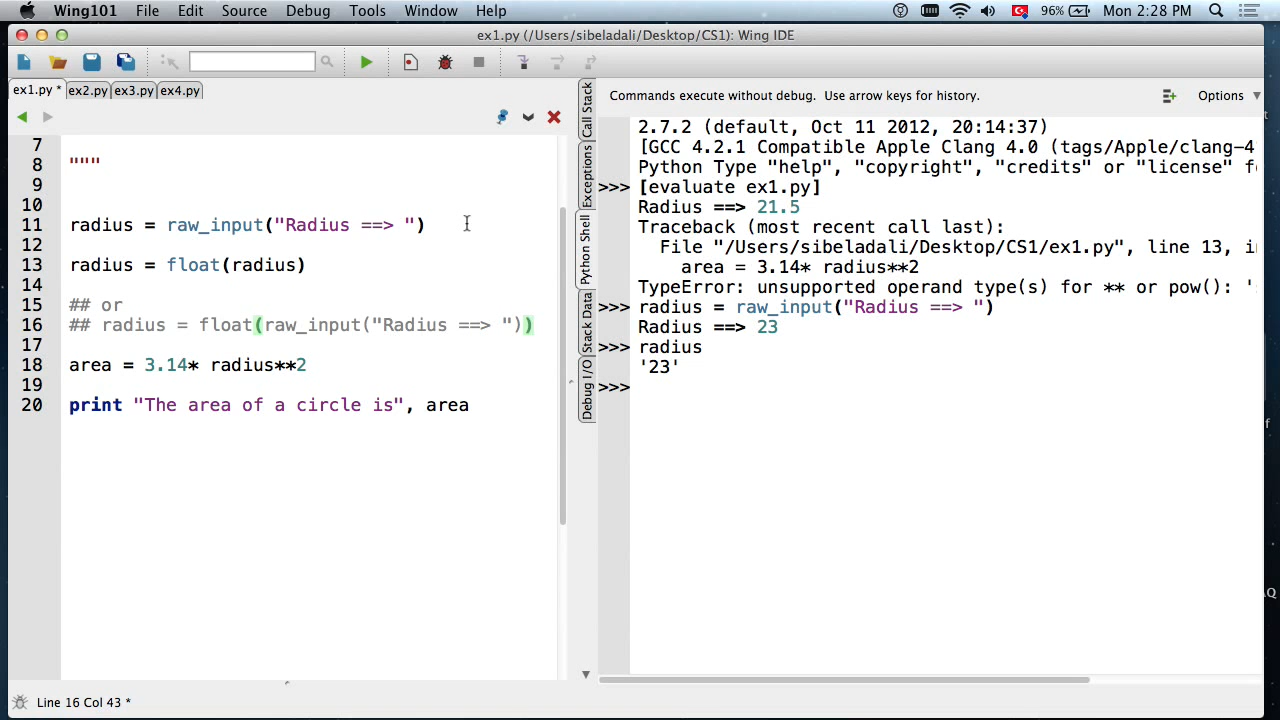 Wing101 File Edit Source Debug Tools Window Help 96% Mon 2:28 PM
ex1.py (/Users/sibeladali/Desktop/CS1): Wing IDE
ex1.py * ex2.py ex3.py ex4.py
7
8 """
9
10
11 radius = raw_input("Radius ==> ")
12
13 radius = float(radius)
14
15 ## or
16 ## radius = float(raw_input("Radius ==> "))
17
18 area = 3.14* radius**2
19
20 print "The area of a circle is", area
Line 16 Col 43 *
Call Stack
Exceptions
Python Shell
Stack Data
Debug I/O
Commands execute without debug. Use arrow keys for history. Options
2.7.2 (default, Oct 11 2012, 20:14:37)
[GCC 4.2.1 Compatible Apple Clang 4.0 (tags/Apple/clang-4
Python Type "help", "copyright", "credits" or "license" f
>>> [evaluate ex1.py]
Radius ==> 21.5
Traceback (most recent call last):
File "/Users/sibeladali/Desktop/CS1/ex1.py", line 13, i
area = 3.14* radius**2
TypeError: unsupported operand type(s) for ** or pow(): '
>>> radius = raw_input("Radius ==> ")
Radius ==> 23
>>> radius
'23'
>>>